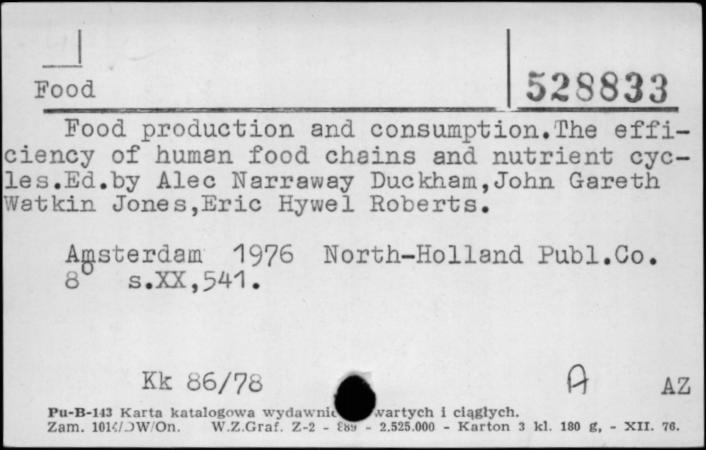 Food 528833
Food production and consumption.The effi-
ciency of human food chains and nutrient cyc-
les.Ed.by Alec Narraway Duckham,John Gareth
Watkin Jones,Eric Hywel Roberts.
Amsterdam 1976 North-Holland Publ.Co.
8° s.XX,541.
Kk 86/78 A AZ
Pu-B-143 Karta katalogowa wartych i ciągłych.
Zam. W.Z.Graf. Z-2 - - 2.525.000 - Karton 3 kl. 180 g, - XII. 76.